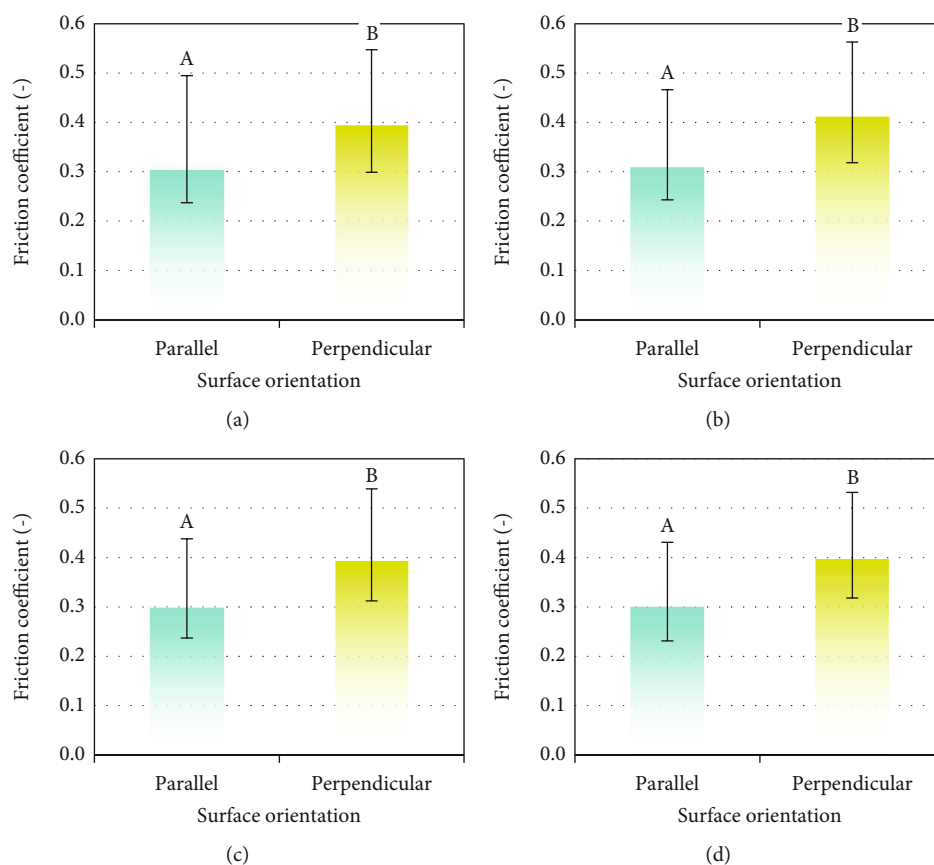 0.6
0.5
0.4
0.3
0.2
0.1
0.0
Friction coefficient (-)
A
B
Parallel
Perpendicular
Surface orientation
(a)
0.6
0.5
0.4
0.3
0.2
0.1
0.0
Friction coefficient (-)
A
B
Parallel
Perpendicular
Surface orientation
(b)
0.6
0.5
0.4
0.3
0.2
0.1
0.0
Friction coefficient (-)
A
B
Parallel
Perpendicular
Surface orientation
(c)
0.6
0.5
0.4
0.3
0.2
0.1
0.0
Friction coefficient (-)
A
B
Parallel
Perpendicular
Surface orientation
(d)